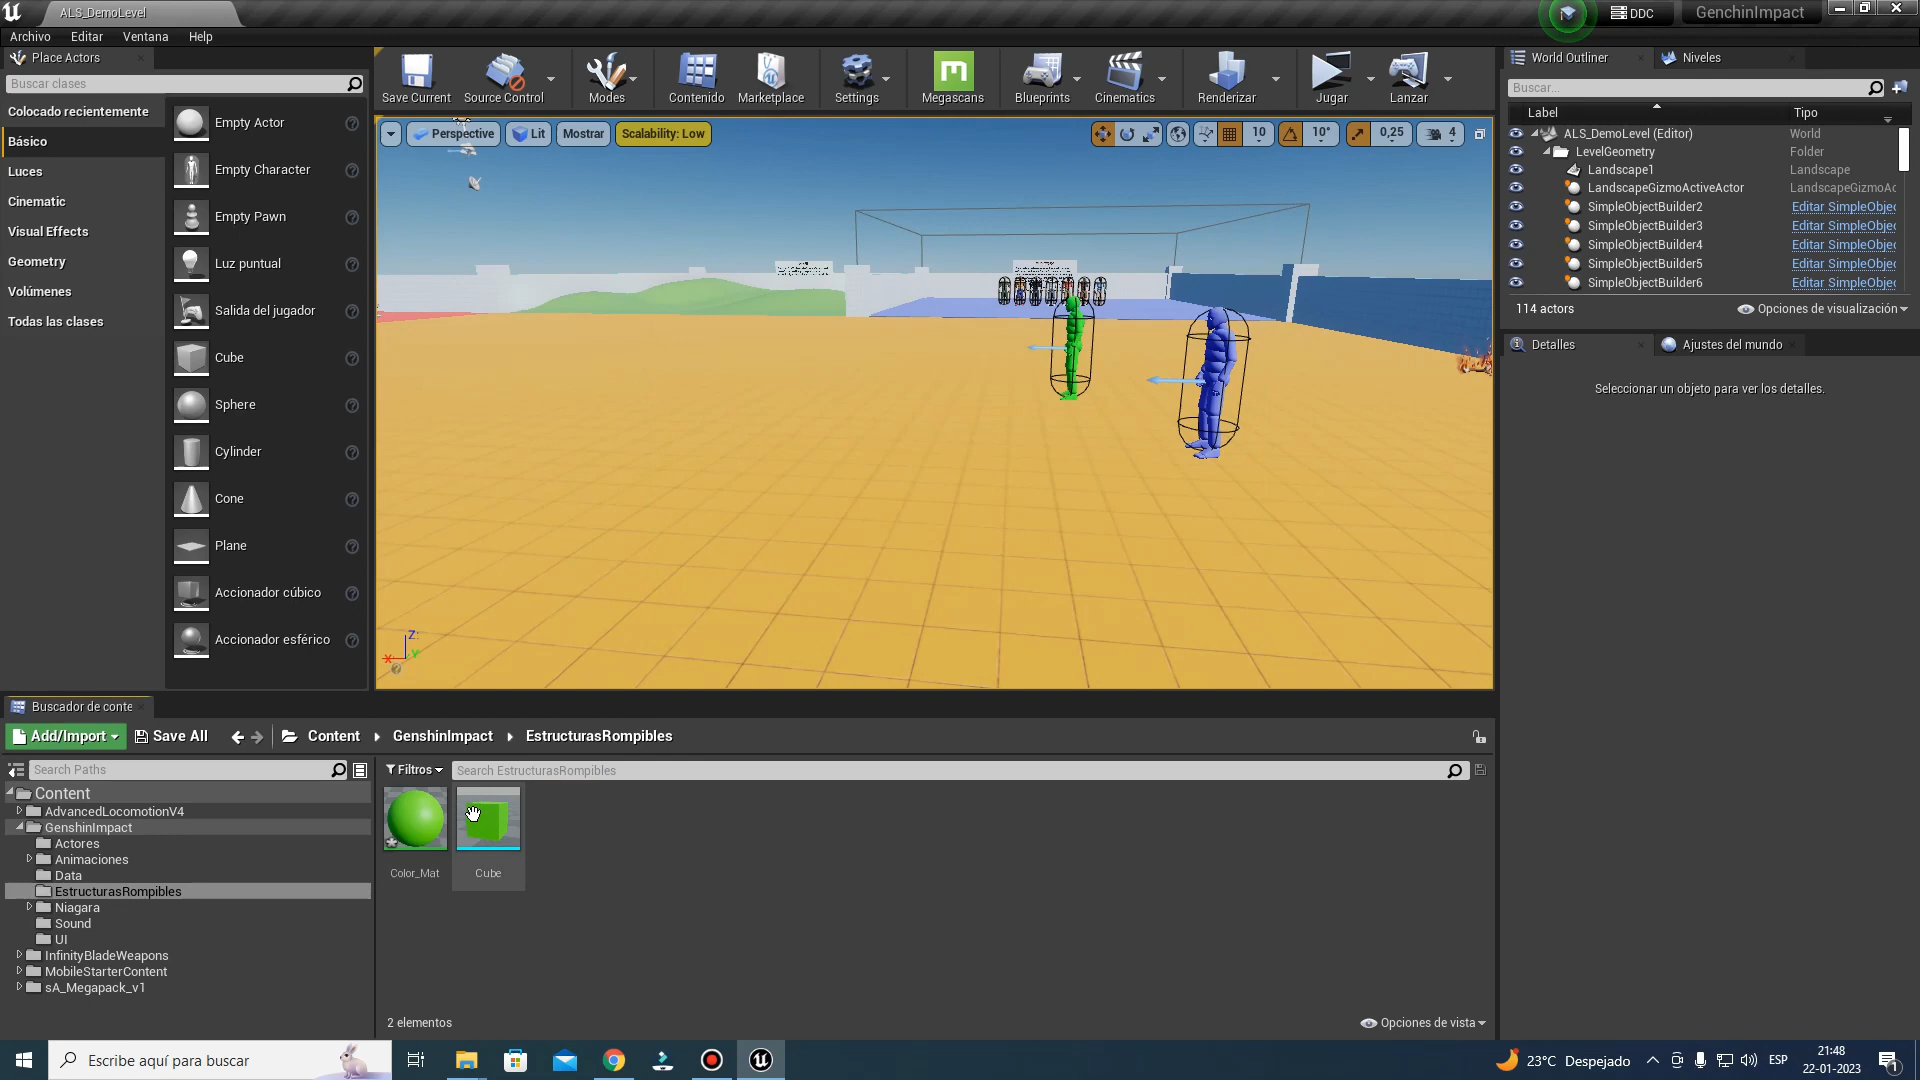 ALS_DemoLevel
DDC
GenchinImpact
Archivo Editar Ventana Help
Place Actors
Buscar clases
Colocado recientemente
Básico
Luces
Cinematic
Visual Effects
Geometry
Volúmenes
Todas las clases
Empty Actor
Empty Character
Empty Pawn
Luz puntual
Salida del jugador
Cube
Sphere
Cylinder
Cone
Plane
Accionador cúbico
Accionador esférico
Save Current
Source Control
Modes
Contenido
Marketplace
Settings
Megascans
Blueprints
Cinematics
Renderizar
Jugar
Lanzar
Perspective
Lit
Mostrar
Scalability: Low
10
10°
0,25
4
X
Y
Z
World Outliner
Niveles
Buscar...
Label Tipo
ALS_DemoLevel (Editor) World
LevelGeometry Folder
Landscape1 Landscape
LandscapeGizmoActiveActor LandscapeGizmoAc
SimpleObjectBuilder2 Editar SimpleObjec
SimpleObjectBuilder3 Editar SimpleObjec
SimpleObjectBuilder4 Editar SimpleObjec
SimpleObjectBuilder5 Editar SimpleObjec
SimpleObjectBuilder6 Editar SimpleObjec
114 actors
Opciones de visualización
Detalles
Ajustes del mundo
Seleccionar un objeto para ver los detalles.
Buscador de conte
Add/Import
Save All
Content
GenshinImpact
EstructurasRompibles
Search Paths
Filtros
Search EstructurasRompibles
Content
AdvancedLocomotionV4
GenshinImpact
Actores
Animaciones
Data
EstructurasRompibles
Niagara
Sound
UI
InfinityBladeWeapons
MobileStarterContent
sA_Megapack_v1
Color_Mat
Cube
2 elementos
Opciones de vista
Escribe aquí para buscar
23°C Despejado
ESP
21:48
22-01-2023
1